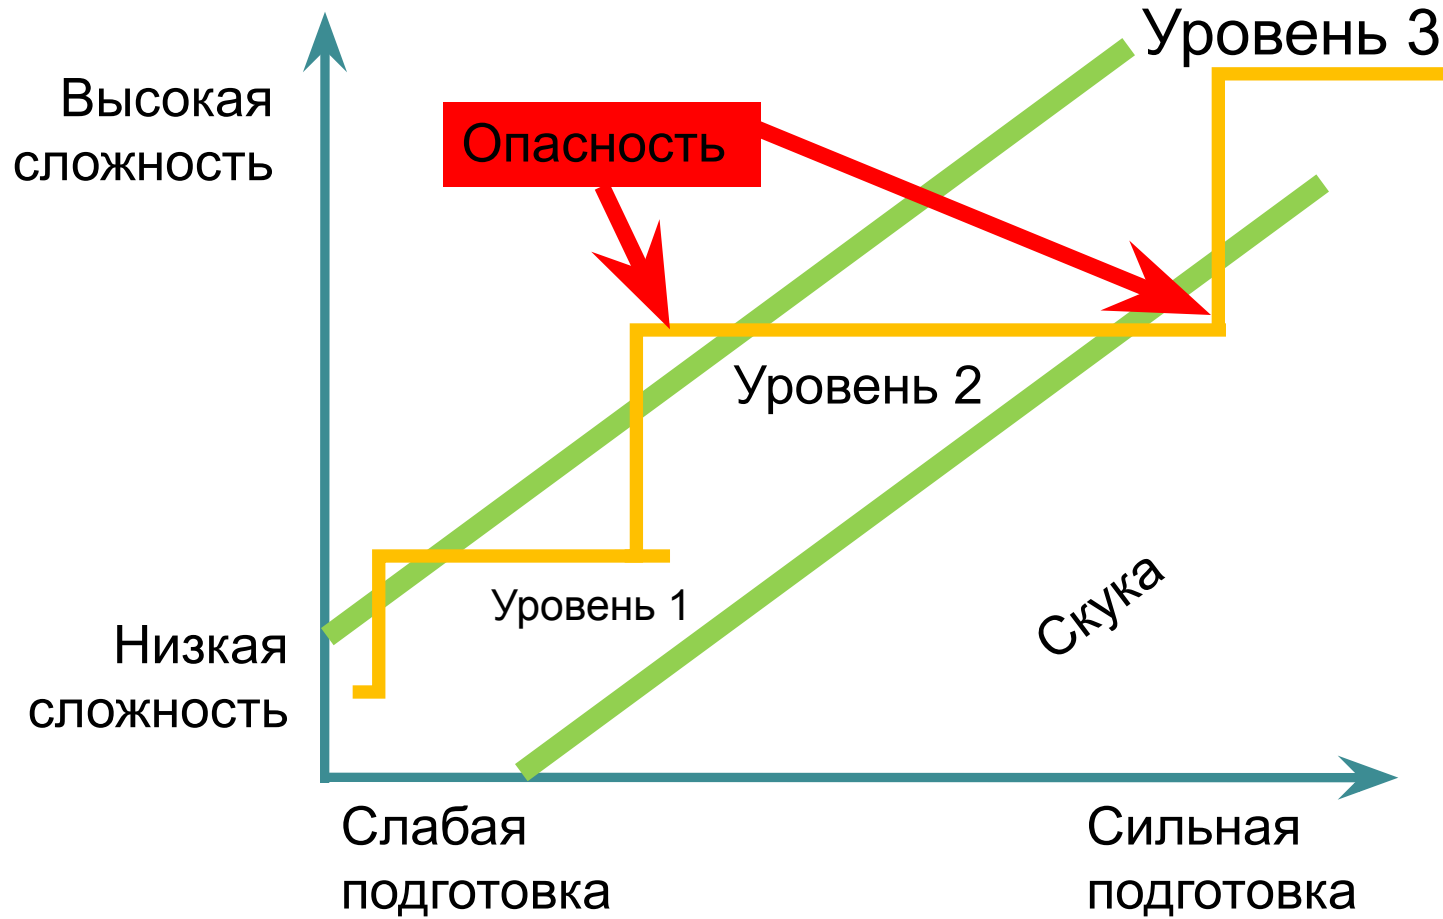 Уровень 3
Высокая
сложность
Опасность
Уровень 2
Уровень 1
Скука
Низкая
сложность
Слабая
подготовка
Сильная
подготовка